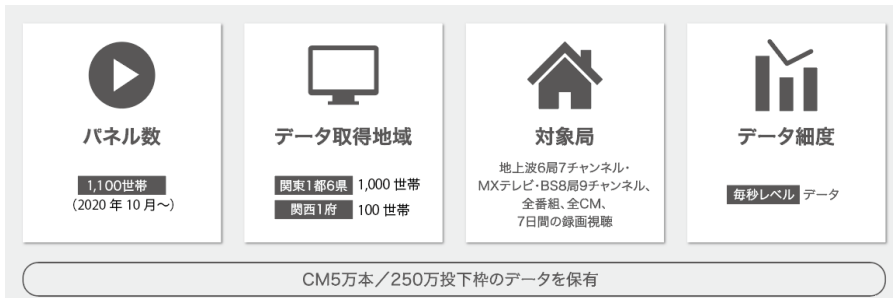 パネル数
1,100世帯
（2020年10月～）
データ取得地域
関東1都6県 1,000世帯
関西1府 100世帯
対象局
地上波6局7チャンネル・
MXテレビ・BS8局9チャンネル、
全番組、全CM、
7日間の録画視聴
データ細度
毎秒レベル データ
CM5万本／250万投下枠のデータを保有